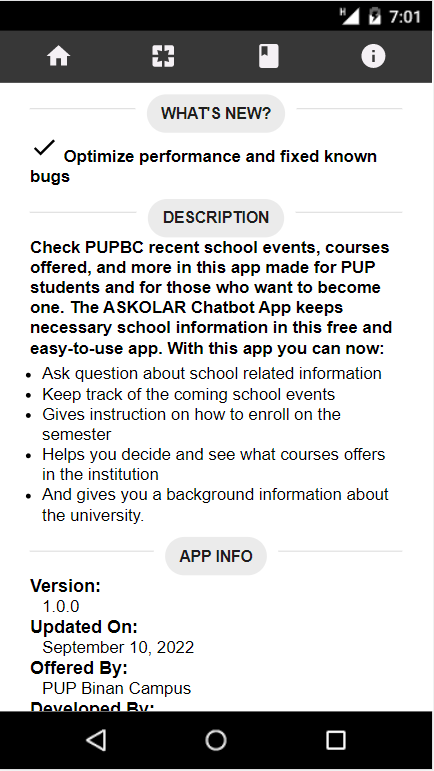 H 7:01
WHAT'S NEW?
Optimize performance and fixed known
bugs
DESCRIPTION
Check PUPBC recent school events, courses
offered, and more in this app made for PUP
students and for those who want to become
one. The ASKOLAR Chatbot App keeps
necessary school information in this free and
easy-to-use app. With this app you can now:
• Ask question about school related information
• Keep track of the coming school events
• Gives instruction on how to enroll on the
semester
• Helps you decide and see what courses offers
in the institution
• And gives you a background information about
the university.
APP INFO
Version:
1.0.0
Updated On:
September 10, 2022
Offered By:
PUP Binan Campus
Developed By: